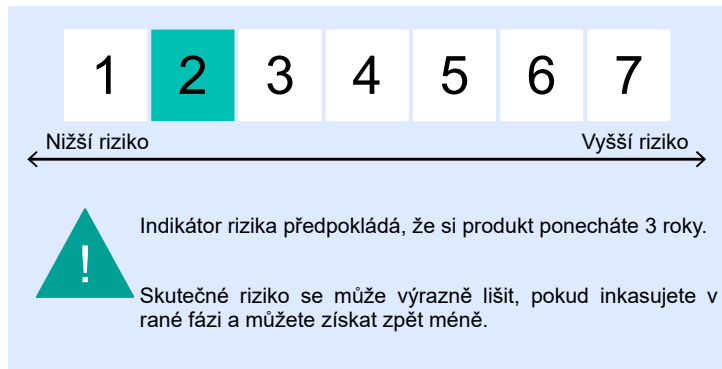 1 2 3 4 5 6 7
Nižší riziko Vyšší riziko
Indikátor rizika předpokládá, že si produkt ponecháte 3 roky.
!
Skutečné riziko se může výrazně lišit, pokud inkasujete v
rané fázi a můžete získat zpět méně.